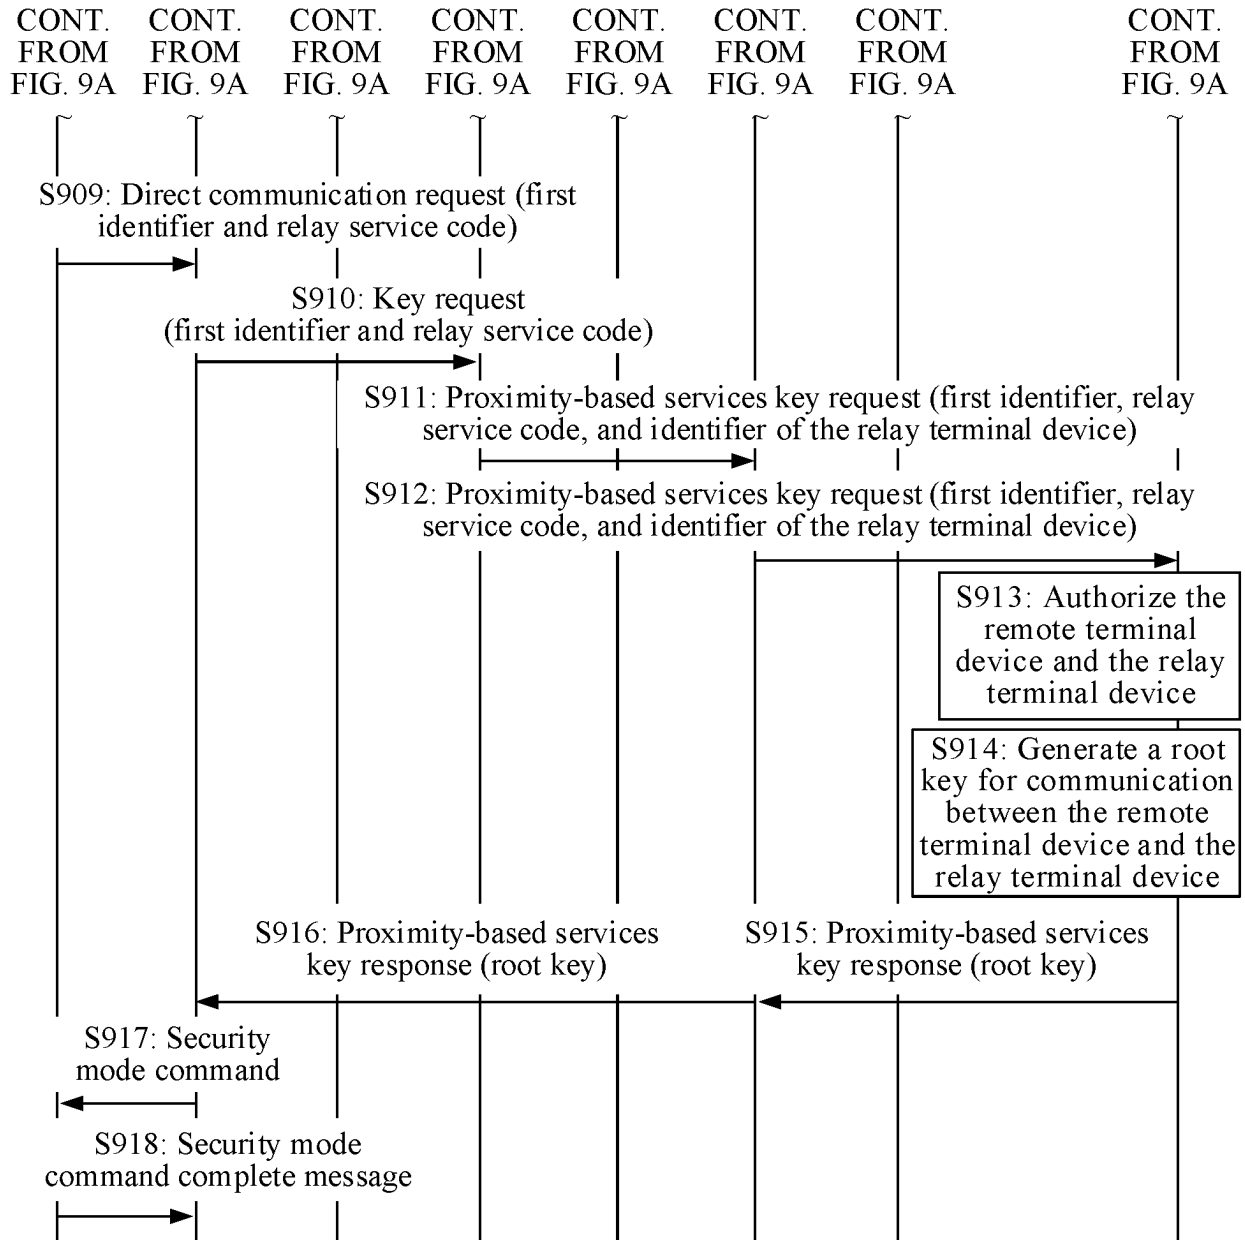 CONT. CONT. CONT. CONT. CONT. CONT. CONT. CONT.
FROM FROM FROM FROM FROM FROM FROM FROM
FIG. 9A FIG. 9A FIG. 9A FIG. 9A FIG. 9A FIG. 9A FIG. 9A FIG. 9A
S909: Direct communication request (first
identifier and relay service code)
S910: Key request
(first identifier and relay service code)
S911: Proximity-based services key request (first identifier, relay
service code, and identifier of the relay terminal device)
S912: Proximity-based services key request (first identifier, relay
service code, and identifier of the relay terminal device)
S913: Authorize the
remote terminal
device and the relay
terminal device
S914: Generate a root
key for communication
between the remote
terminal device and the
relay terminal device
S916: Proximity-based services
key response (root key)
S915: Proximity-based services
key response (root key)
S917: Security
mode command
S918: Security mode
command complete message